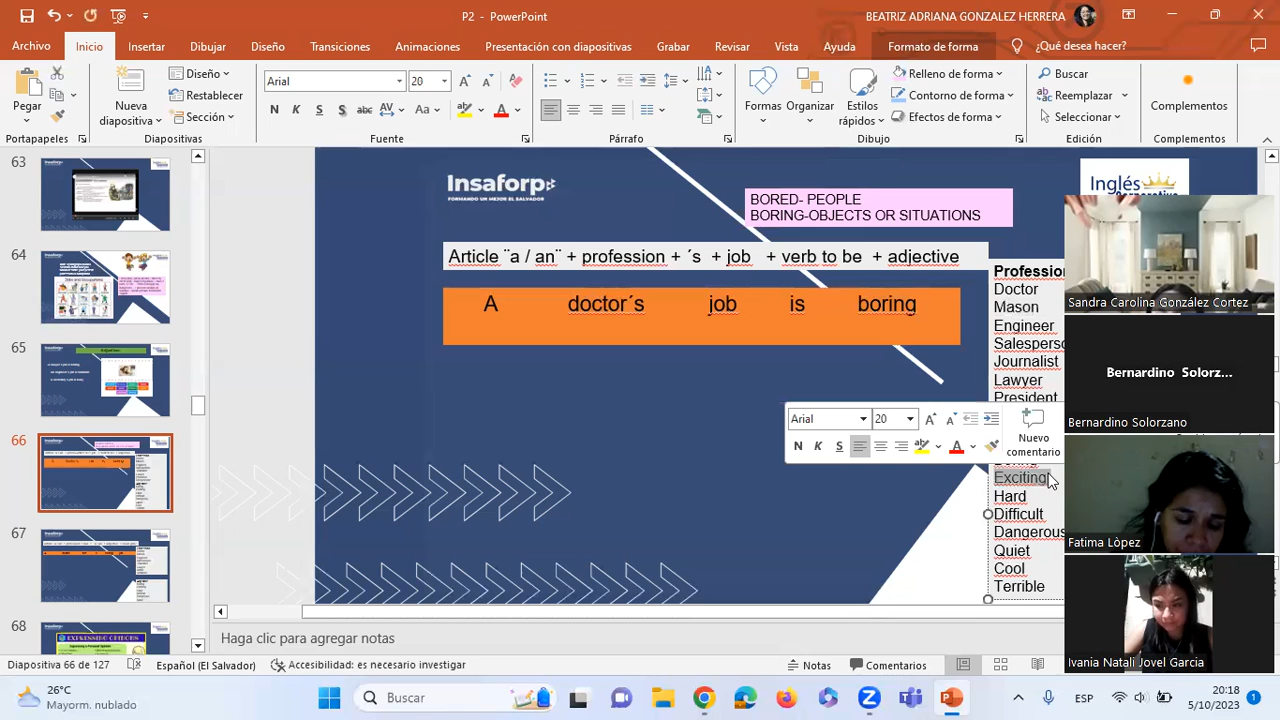 P2 - PowerPoint
BEATRIZ ADRIANA GONZALEZ HERRERA
Archivo Inicio Insertar Dibujar Diseño Transiciones Animaciones Presentación con diapositivas Grabar Revisar Vista Ayuda Formato de forma ¿Qué desea hacer?
Pegar
Portapapeles
Nueva
diapositiva
Diseño
Restablecer
Sección
Diapositivas
Arial 20
N K S abc AV Aa A
Fuente
Párrafo
Formas
Organizar
Estilos
rápidos
Relleno de forma
Contorno de forma
Efectos de forma
Dibujo
Buscar
Reemplazar
Seleccionar
Edición
Complementos
Complementos
63
64
65
66
67
68
Insaforp
FORMANDO UN MEJOR EL SALVADOR
BORED- PEOPLE
BORING-OBJECTS OR SITUATIONS
Inglés
Article ¨a / an¨ + profession + ´s + job + verb to be + adjective
A doctor´s job is boring
Profession
Doctor
Mason
Engineer
Salesperso
Journalist
Lawyer
President
Exciting
Hard
Difficult
Dangerous
Quiet
Cool
Terrible
Arial 20
Nuevo
comentario
Sandra Carolina González Cortez
Bernardino Solorz...
Bernardino Solorzano
Fatima Lòpez
Ivania Natali Jovel Garcia
Haga clic para agregar notas
Diapositiva 66 de 127
Español (El Salvador)
Accesibilidad: es necesario investigar
Notas
Comentarios
26°C
Mayorm. nublado
Buscar
ESP
20:18
5/10/2023
1